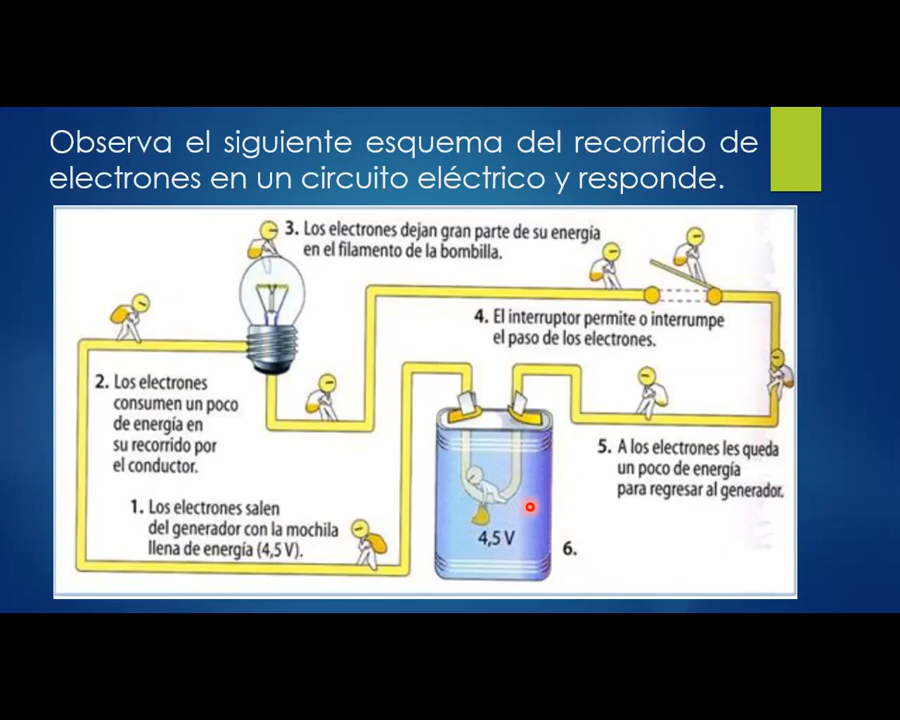 Observa el siguiente esquema del recorrido de
electrones en un circuito eléctrico y responde.
3. Los electrones dejan gran parte de su energía
en el filamento de la bombilla.
4. El interruptor permite o interrumpe
el paso de los electrones.
2. Los electrones
consumen un poco
de energía en
su recorrido por
el conductor.
5. A los electrones les queda
un poco de energía
para regresar al generador.
1. Los electrones salen
del generador con la mochila
llena de energía (4,5 V).
4,5 V
6.